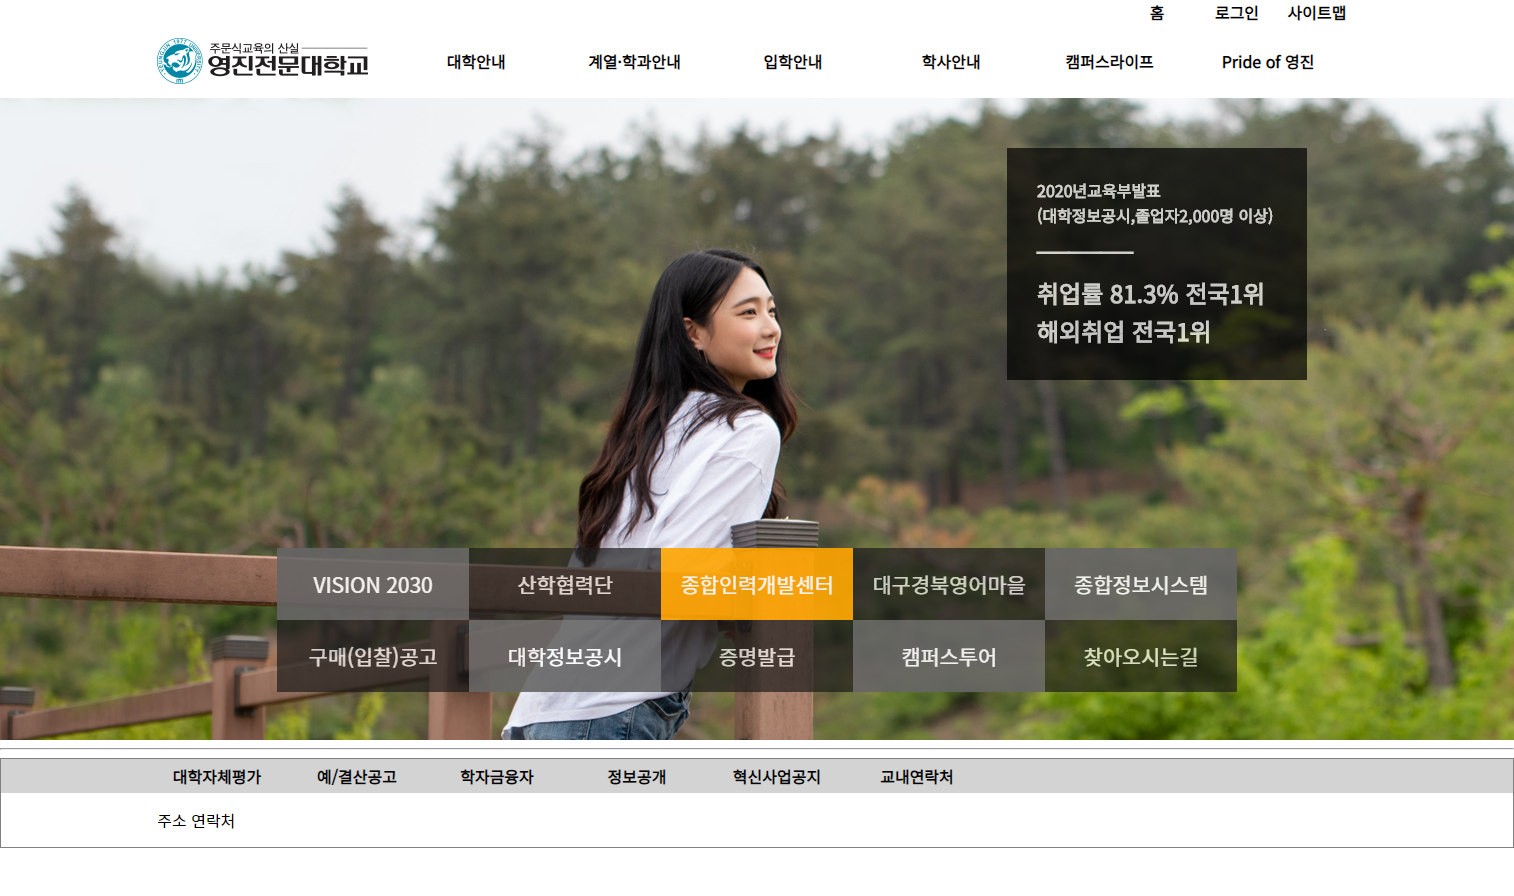 홈 로그인 사이트맵
주문식교육의 산실
영진전문대학교
대학안내 계열·학과안내 입학안내 학사안내 캠퍼스라이프 Pride of 영진
2020년교육부발표
(대학정보공시,졸업자2,000명 이상)
취업률 81.3% 전국1위
해외취업 전국1위
VISION 2030 산학협력단 종합인력개발센터 대구경북영어마을 종합정보시스템
구매(입찰)공고 대학정보공시 증명발급 캠퍼스투어 찾아오시는길
대학자체평가 예/결산공고 학자금융자 정보공개 혁신사업공지 교내연락처
주소 연락처